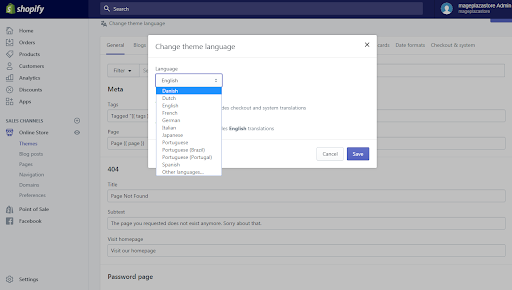 shopify
Search
mageplazastore Admin
mageplazastore
Change theme language
Home
Orders
Products
Customers
Analytics
Discounts
Apps
SALES CHANNELS
Online Store
Themes
Blog posts
Pages
Navigation
Domains
Preferences
Point of Sale
Facebook
Settings
General
Blogs
Date formats
Checkout & system
Filter
Meta
Tags
Page
Page {{ page }}
404
Title
Page Not Found
Subtext
The page you requested does not exist anymore. Sorry about that.
Visit homepage
Visit our homepage
Password page
Change theme language
Language
English
Danish
Dutch
English
French
German
Italian
Japanese
Portuguese
Portuguese (Brazil)
Portuguese (Portugal)
Spanish
Other languages...
checkout and system translations
English translations
Cancel
Save